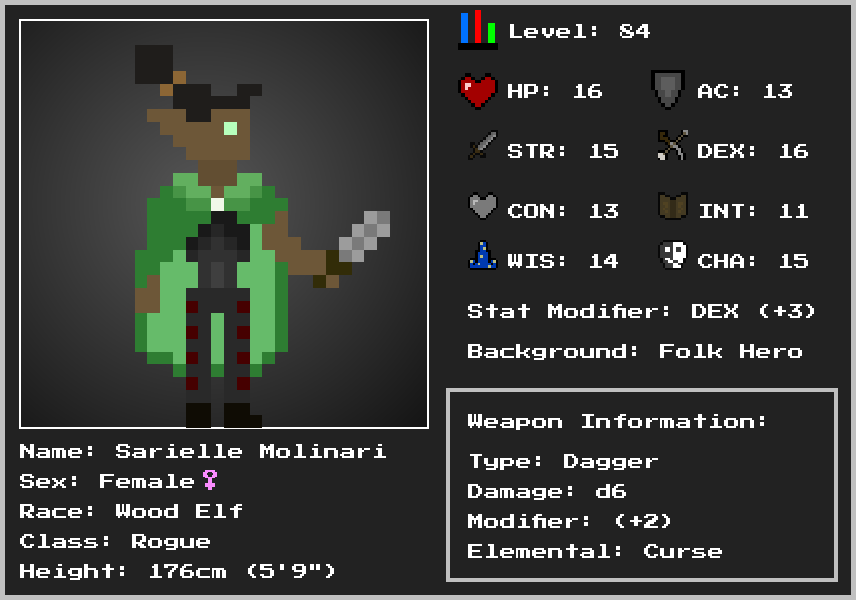 Level: 84
HP: 16
AC: 13
STR: 15
DEX: 16
CON: 13
INT: 11
WIS: 14
CHA: 15
Stat Modifier: DEX (+3)
Background: Folk Hero
Weapon Information:
Type: Dagger
Damage: d6
Modifier: (+2)
Elemental: Curse
Name: Sarielle Molinari
Sex: Female♀
Race: Wood Elf
Class: Rogue
Height: 176cm (5'9")